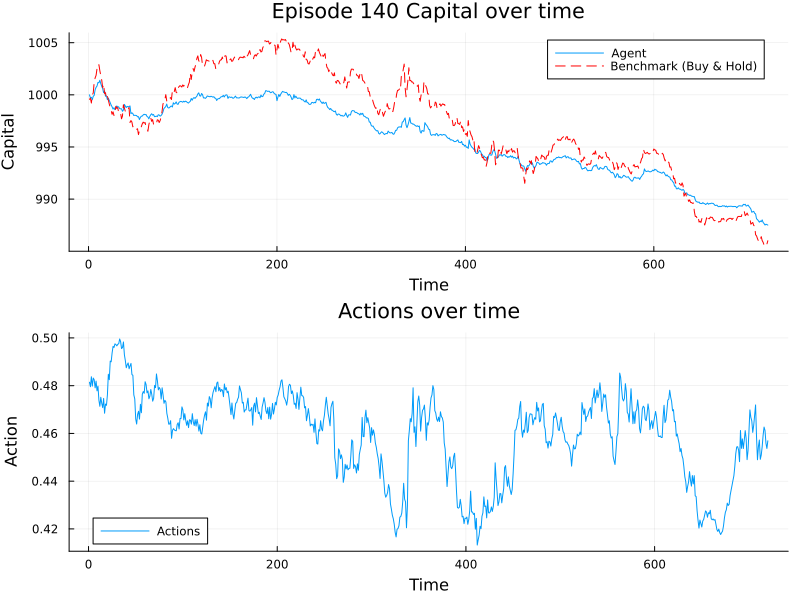 Episode 140 Capital over time
Agent
Benchmark (Buy & Hold)
Capital
1005
1000
995
990
0
200
400
600
Time
Actions over time
Action
0.50
0.48
0.46
0.44
0.42
Actions
0
200
400
600
Time